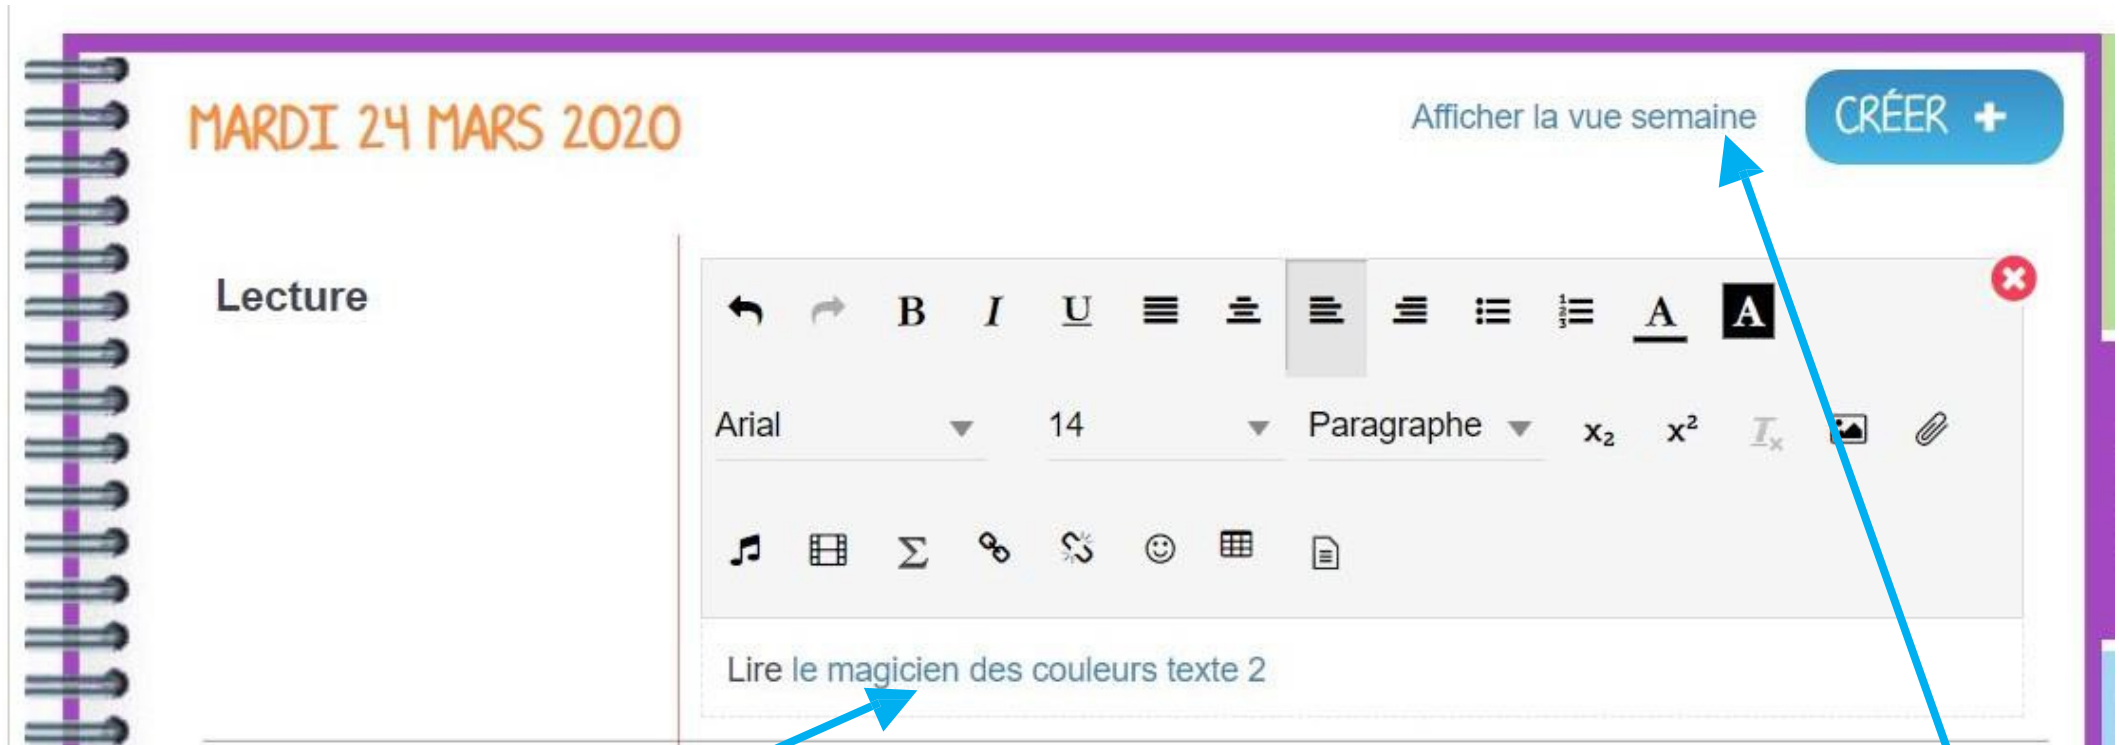 MARDI 24 MARS 2020
Afficher la vue semaine
CRÉER +
Lecture
B I U A A
Arial 14 Paragraphe x₂ x²
Lire le magicien des couleurs texte 2